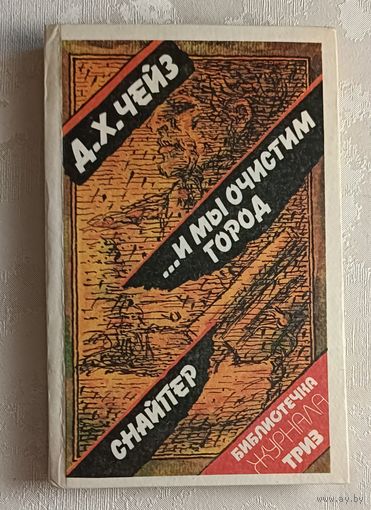 Д.Х. ЧЕЙЗ
...И МЫ ОЧИСТИМ
ГОРОД
СНАЙПЕР
БИБЛИОТЕЧКА
ЖУРНАЛА
ТРИЗ
www.ay.by